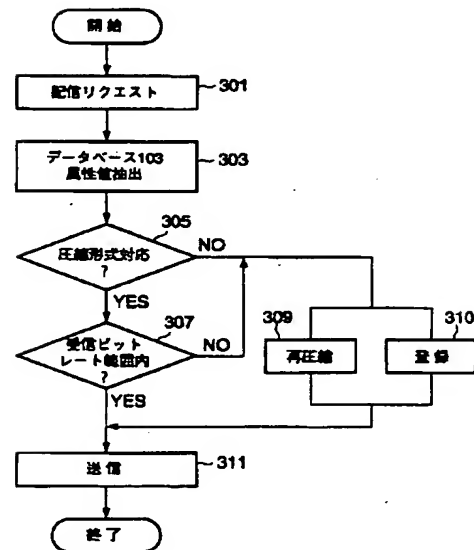 開始
配信リクエスト
301
データベース103
属性値抽出
303
圧縮形式対応
?
305
NO
YES
受信ビット
レート範囲内
?
307
NO
YES
309
再圧縮
310
登録
送信
311
終了